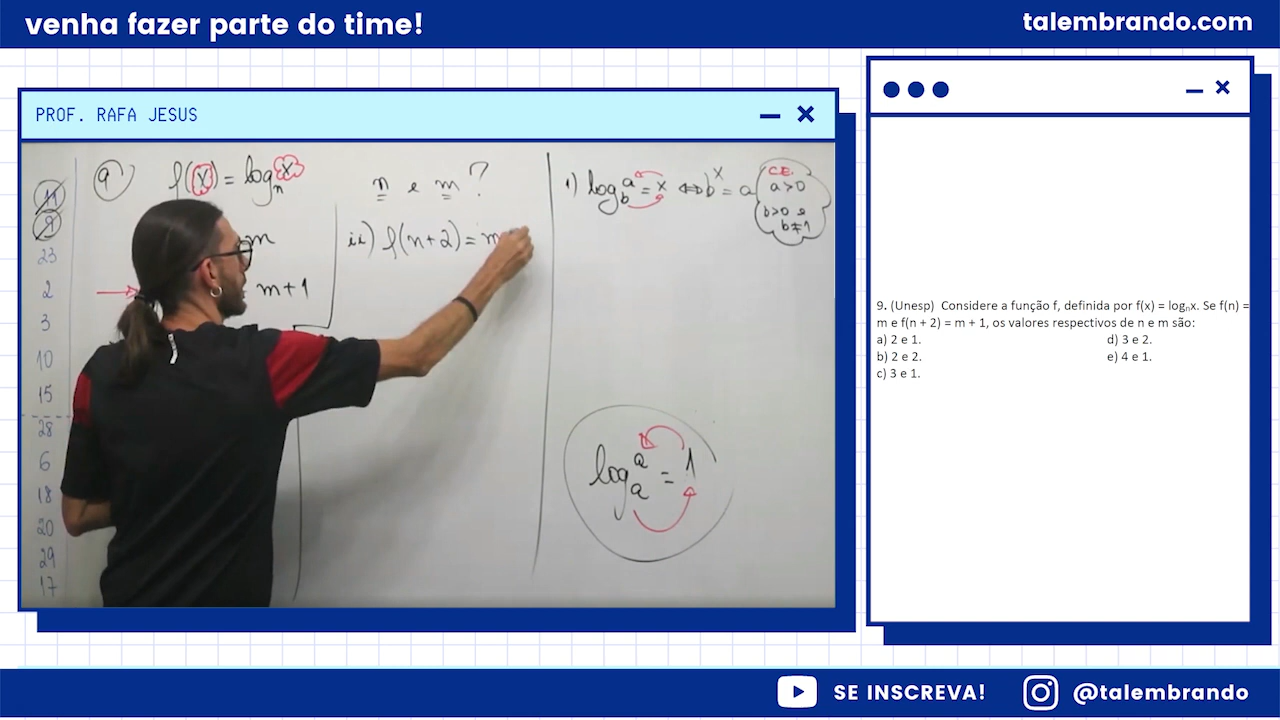 venha fazer parte do time!
talembrando.com
PROF. RAFA JESUS
a) f(x) = logₙx
n e m?
m
ii) f(n+2) = m
m+1
11
9
23
2
3
10
15
28
6
18
20
29
17
1) log_b a = x ⇔ b^x = a
C.E.
a>0
b>0 e
b≠1
logₐa = 1
9. (Unesp) Considere a função f, definida por f(x) = logₙx. Se f(n) =
m e f(n + 2) = m + 1, os valores respectivos de n e m são:
a) 2 e 1.
d) 3 e 2.
b) 2 e 2.
e) 4 e 1.
c) 3 e 1.
SE INSCREVA!
@talembrando